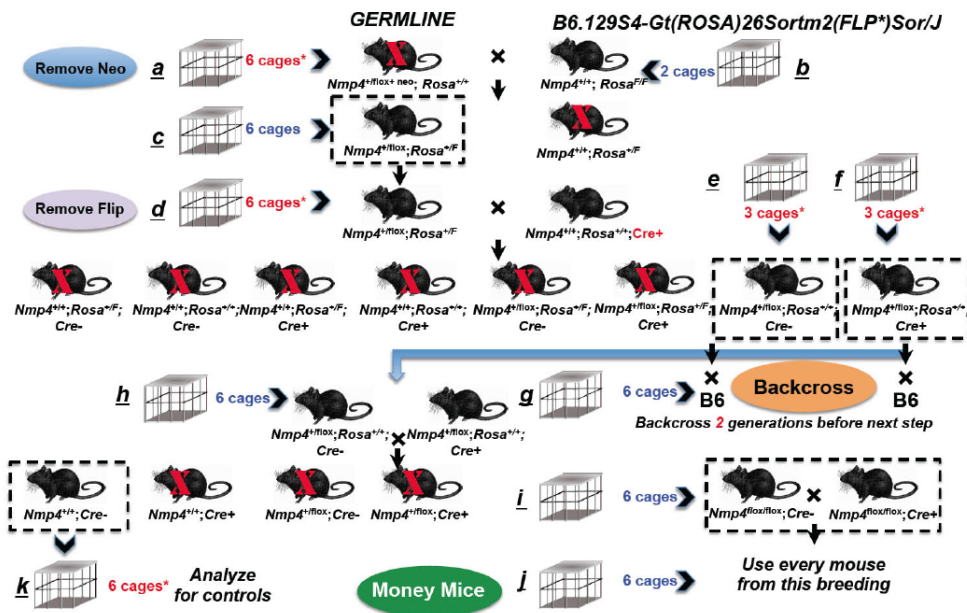 GERMLINE
B6.129S4-Gt(ROSA)26Sortm2(FLP*)Sor/J
Remove Neo
a
6 cages*
X
Nmp4+/flox+ neo; Rosa+/+
×
Nmp4+/+; RosaF/F
2 cages
b
c
6 cages
Nmp4+/flox;Rosa+/F
X
Nmp4+/+;Rosa+/F
e
3 cages*
f
3 cages*
Remove Flip
d
6 cages*
Nmp4+/flox;Rosa+/F
×
Nmp4+/+;Rosa+/+;Cre+
X
Nmp4+/+;Rosa+/F;
Cre-
X
Nmp4+/+;Rosa+/+;
Cre-
X
Nmp4+/+;Rosa+/F;
Cre+
X
Nmp4+/+;Rosa+/+;
Cre+
X
Nmp4+/flox;Rosa+/F;
Cre-
X
Nmp4+/flox;Rosa+/F;
Cre+
Nmp4+/flox;Rosa+/+;
Cre-
Nmp4+/flox;Rosa+/+;
Cre+
h
6 cages
Nmp4+/flox;Rosa+/+;
Cre-
×
Nmp4+/flox;Rosa+/+;
Cre+
g
6 cages
×
B6
Backcross
×
B6
Backcross 2 generations before next step
Nmp4+/+;Cre-
X
Nmp4+/+;Cre+
X
Nmp4+/flox;Cre-
X
Nmp4+/flox;Cre+
i
6 cages
Nmp4flox/flox;Cre-
×
Nmp4flox/flox;Cre+
k
6 cages*
Analyze
for controls
Money Mice
j
6 cages
Use every mouse
from this breeding